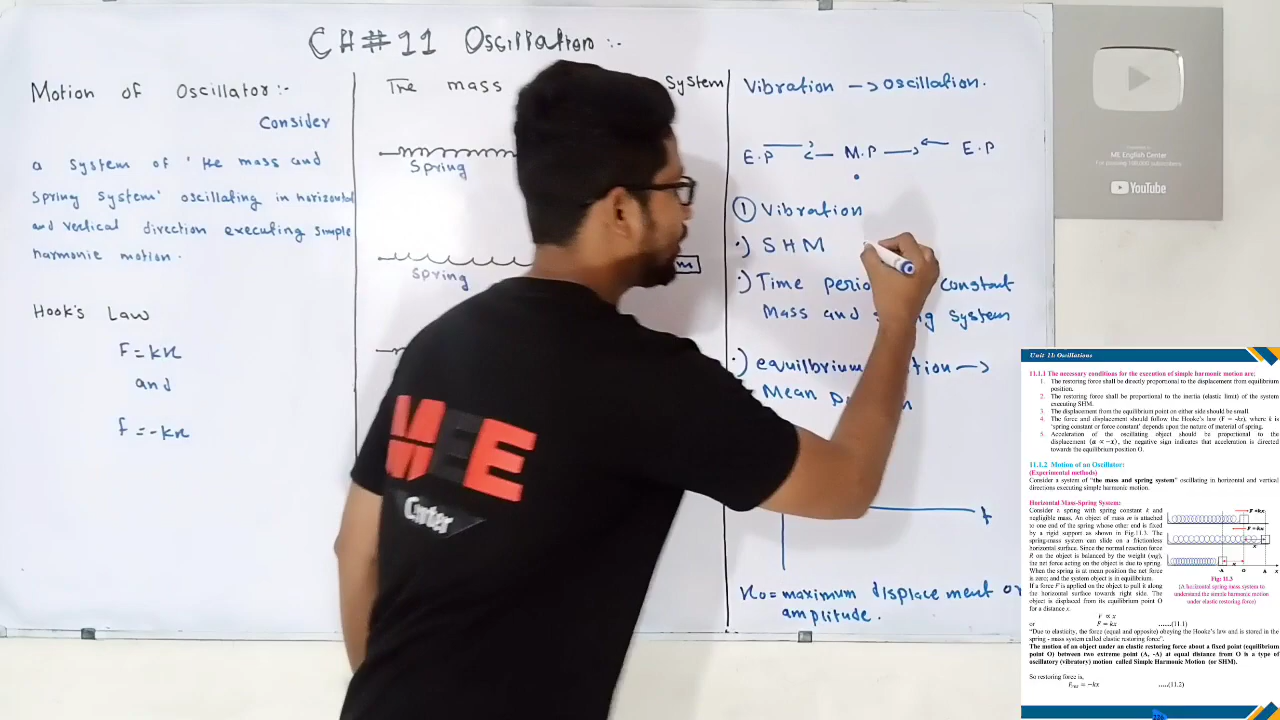 CH#11 Oscillation:-
Motion of Oscillator:-
Consider
a System of 'the mass and
spring system' oscillating in horizontal
and vertical direction executing simple
harmonic motion.
Hook's Law
F=kx
and
f=-kx
The mass
System
Spring
Spring
m
Vibration -> oscillation.
E.P M.P E.P
① Vibration
·) SHM
·) Time constant
Mass and System
·) equilibrium ->
Mean
t
x₀ = maximum displacement or
amplitude.
MEE
Center
ME English Center
For passing 100,000 subscribers
YouTube
Unit 11: Oscillations
11.1.1 The necessary conditions for the execution of simple harmonic motion are:
1. The restoring force shall be directly proportional to the displacement from equilibrium
position.
2. The restoring force shall be proportional to the inertia (elastic limit) of the system
executing SHM.
3. The displacement from the equilibrium point on either side should be small.
4. The force and displacement should follow the Hooke's law (F = -kx), where k is
'spring constant or force constant' depends upon the nature of material of spring.
5. Acceleration of the oscillating object should be proportional to the
displacement (a ∝ -x), the negative sign indicates that acceleration is directed
towards the equilibrium position O.
11.1.2 Motion of an Oscillator:
(Experimental methods)
Consider a system of "the mass and spring system" oscillating in horizontal and vertical
directions executing simple harmonic motion.
Horizontal Mass-Spring System:
Consider a spring with spring constant k and
negligible mass. An object of mass m is attached
to one end of the spring whose other end is fixed
by a rigid support as shown in Fig.11.3. The
spring-mass system can slide on a frictionless
horizontal surface. Since the normal reaction force
R on the object is balanced by the weight (mg),
the net force acting on the object is due to spring.
When the spring is at mean position the net force
is zero; and the system object is in equilibrium.
If a force F is applied on the object to pull it along
the horizontal surface towards right side. The
object is displaced from its equilibrium point O
for a distance x.
F=kx
F=kx
x
-A O A x
Fig: 11.3
(A horizontal spring-mass system to
understand the simple harmonic motion
under elastic restoring force)
F ∝ x
or F = kx ......(11.1)
"Due to elasticity, the force (equal and opposite) obeying the Hooke's law and is stored in the
spring - mass system called elastic restoring force".
The motion of an object under an elastic restoring force about a fixed point (equilibrium
point O) between two extreme point (A, -A) at equal distance from O is a type of
oscillatory (vibratory) motion called Simple Harmonic Motion (or SHM).
So restoring force is,
Fres = -kx .....(11.2)